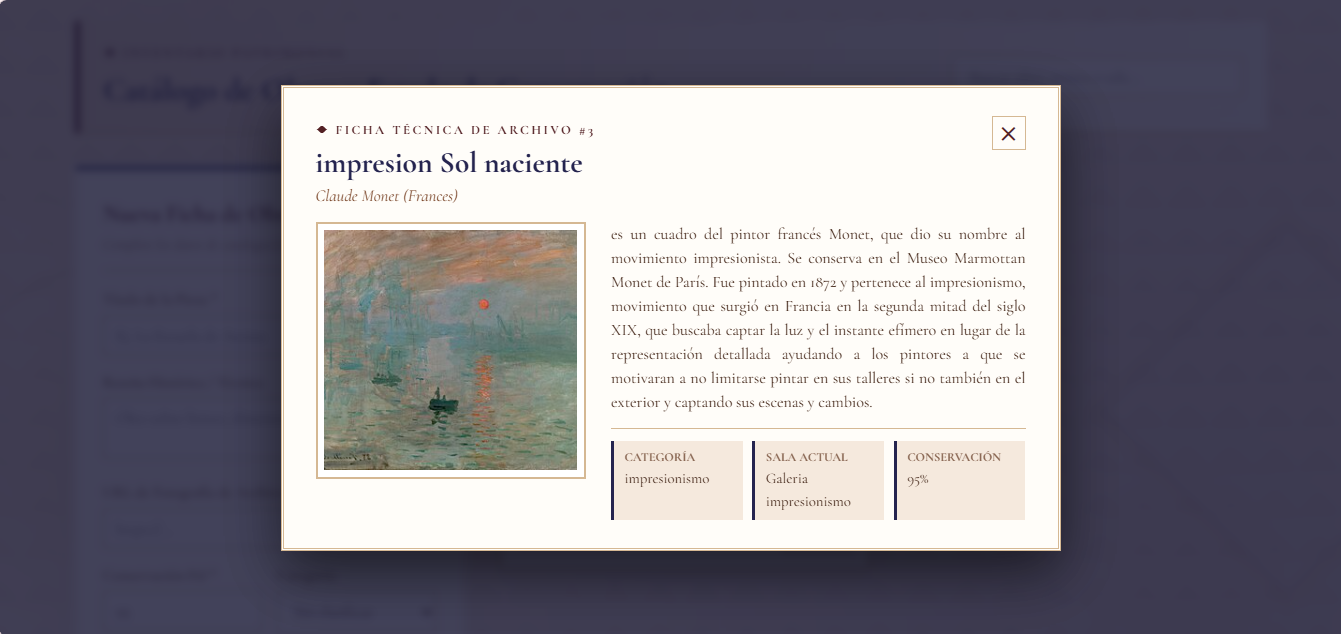 Catálogo de
FICHA TÉCNICA DE ARCHIVO #3
impresion Sol naciente
Claude Monet (Frances)
es un cuadro del pintor francés Monet, que dio su nombre al
movimiento impresionista. Se conserva en el Museo Marmottan
Monet de París. Fue pintado en 1872 y pertenece al impresionismo,
movimiento que surgió en Francia en la segunda mitad del siglo
XIX, que buscaba captar la luz y el instante efímero en lugar de la
representación detallada ayudando a los pintores a que se
motivaran a no limitarse pintar en sus talleres si no también en el
exterior y captando sus escenas y cambios.
CATEGORÍA
impresionismo
SALA ACTUAL
Galeria
impresionismo
CONSERVACIÓN
95%
Nueva Ficha de